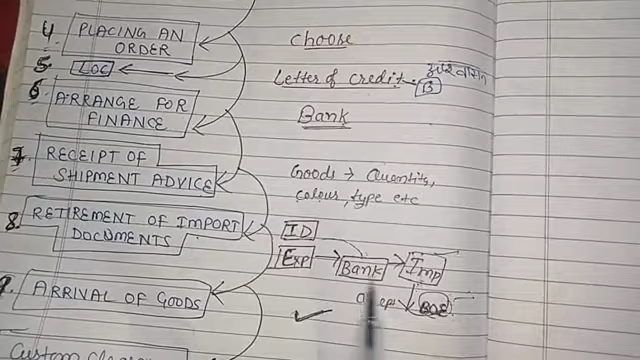 4. PLACING AN
ORDER
Choose
5. LOC
Letter of credit. आश्वासन
B
6. ARRANGE FOR
FINANCE
Bank
7. RECEIPT OF
SHIPMENT ADVICE
Goods → Quantity,
colour, type etc
8. RETIREMENT OF IMPORT
DOCUMENTS
ID
Exp → Bank → Imp
BOE
9. ARRIVAL OF GOODS